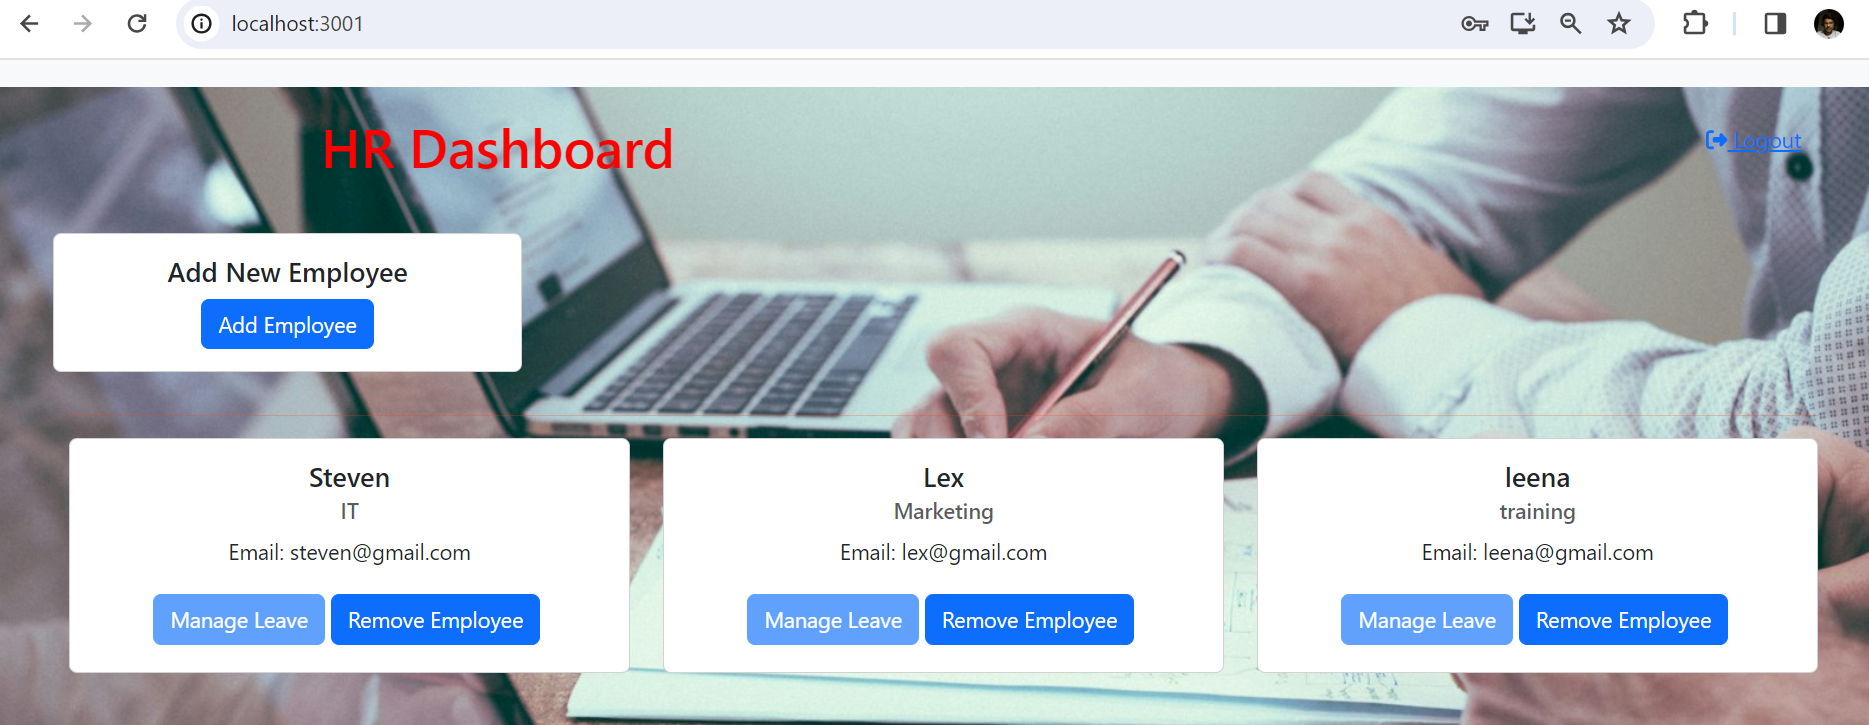 localhost:3001
HR Dashboard
Logout
Add New Employee
Add Employee
Steven
IT
Email: steven@gmail.com
Manage Leave Remove Employee
Lex
Marketing
Email: lex@gmail.com
Manage Leave Remove Employee
leena
training
Email: leena@gmail.com
Manage Leave Remove Employee